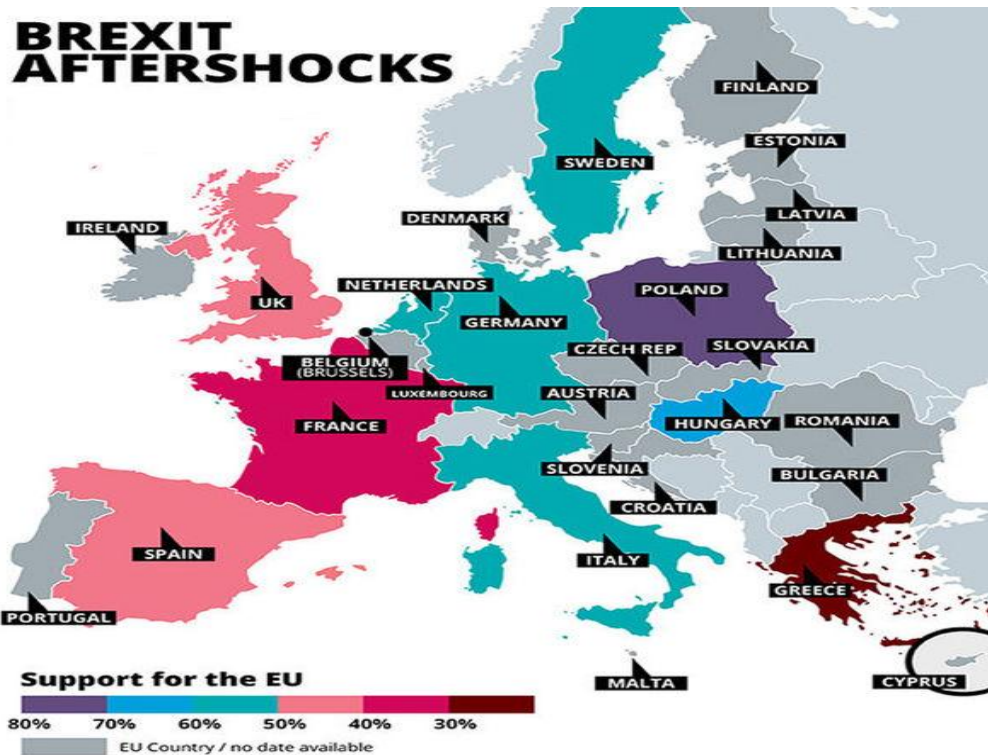 BREXIT
AFTERSHOCKS
FINLAND
ESTONIA
SWEDEN
LATVIA
DENMARK
IRELAND
LITHUANIA
NETHERLANDS
POLAND
UK
GERMANY
SLOVAKIA
CZECH REP
BELGIUM
(BRUSSELS)
LUXEMBOURG
AUSTRIA
FRANCE
HUNGARY
ROMANIA
SLOVENIA
BULGARIA
CROATIA
SPAIN
ITALY
GREECE
PORTUGAL
MALTA
CYPRUS
Support for the EU
80% 70% 60% 50% 40% 30%
EU Country / no date available